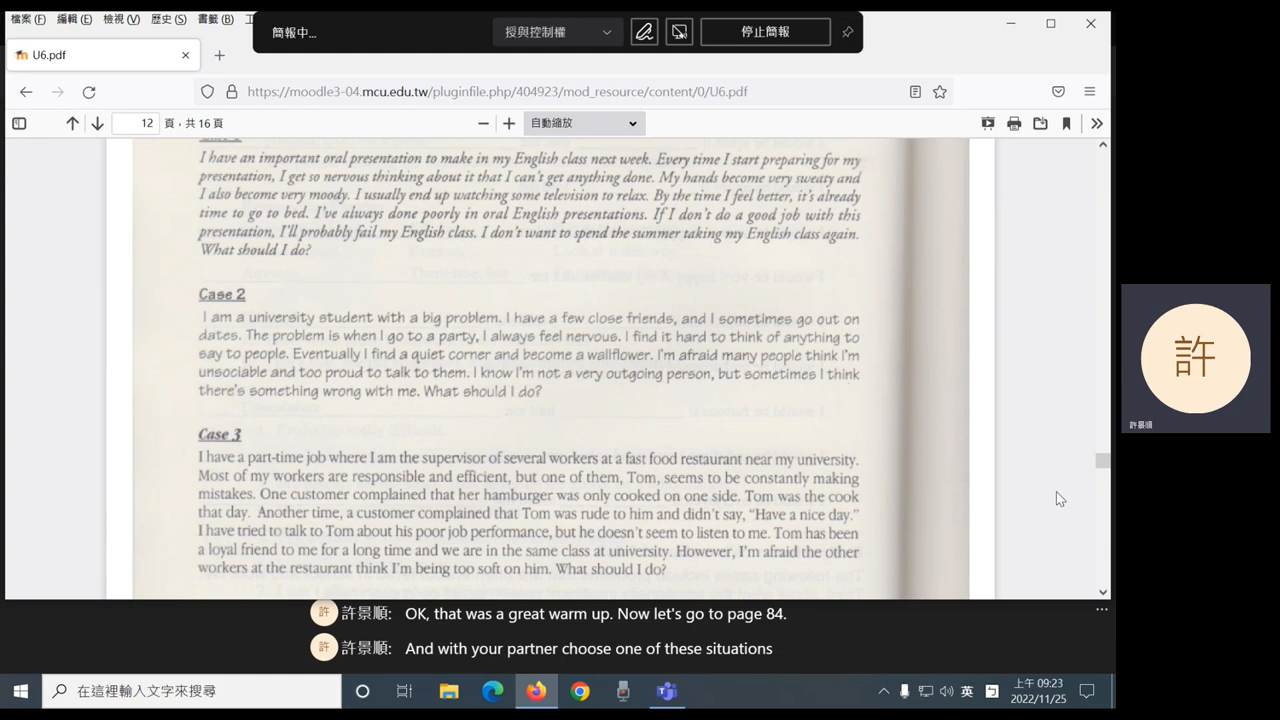 檔案 (F) 編輯 (E) 檢視 (V) 歷史 (S) 書籤 (B)
簡報中...
授與控制權
停止簡報
U6.pdf
https://moodle3-04.mcu.edu.tw/pluginfile.php/404923/mod_resource/content/0/U6.pdf
12 頁，共 16 頁
自動縮放
I have an important oral presentation to make in my English class next week. Every time I start preparing for my
presentation, I get so nervous thinking about it that I can't get anything done. My hands become very sweaty and
I also become very moody. I usually end up watching some television to relax. By the time I feel better, it's already
time to go to bed. I've always done poorly in oral English presentations. If I don't do a good job with this
presentation, I'll probably fail my English class. I don't want to spend the summer taking my English class again.
What should I do?
Case 2
I am a university student with a big problem. I have a few close friends, and I sometimes go out on
dates. The problem is when I go to a party, I always feel nervous. I find it hard to think of anything to
say to people. Eventually I find a quiet corner and become a wallflower. I'm afraid many people think I'm
unsociable and too proud to talk to them. I know I'm not a very outgoing person, but sometimes I think
there's something wrong with me. What should I do?
Case 3
I have a part-time job where I am the supervisor of several workers at a fast food restaurant near my university.
Most of my workers are responsible and efficient, but one of them, Tom, seems to be constantly making
mistakes. One customer complained that her hamburger was only cooked on one side. Tom was the cook
that day. Another time, a customer complained that Tom was rude to him and didn't say, "Have a nice day."
I have tried to talk to Tom about his poor job performance, but he doesn't seem to listen to me. Tom has been
a loyal friend to me for a long time and we are in the same class at university. However, I'm afraid the other
workers at the restaurant think I'm being too soft on him. What should I do?
許
許景順
許 許景順: OK, that was a great warm up. Now let's go to page 84.
許 許景順: And with your partner choose one of these situations
在這裡輸入文字來搜尋
英
上午 09:23
2022/11/25